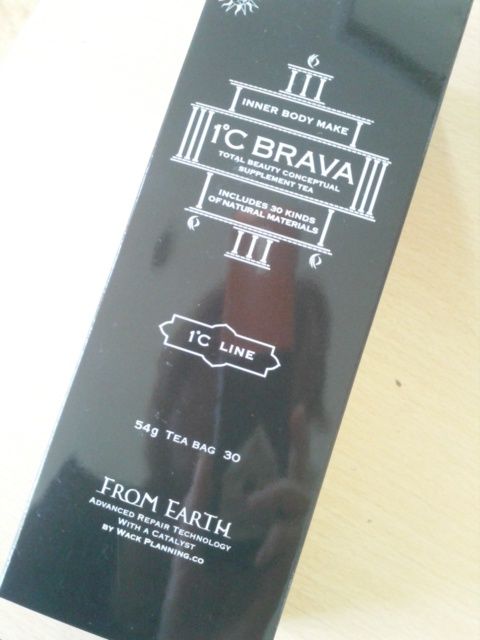 INNER BODY MAKE
1°C BRAVA
TOTAL BEAUTY CONCEPTUAL
SUPPLEMENT TEA
INCLUDES 30 KINDS
OF NATURAL MATERIALS
1°C LINE
54g TEA BAG 30
FROM EARTH
ADVANCED REPAIR TECHNOLOGY
WITH A CATALYST
BY WACK PLANNING.CO